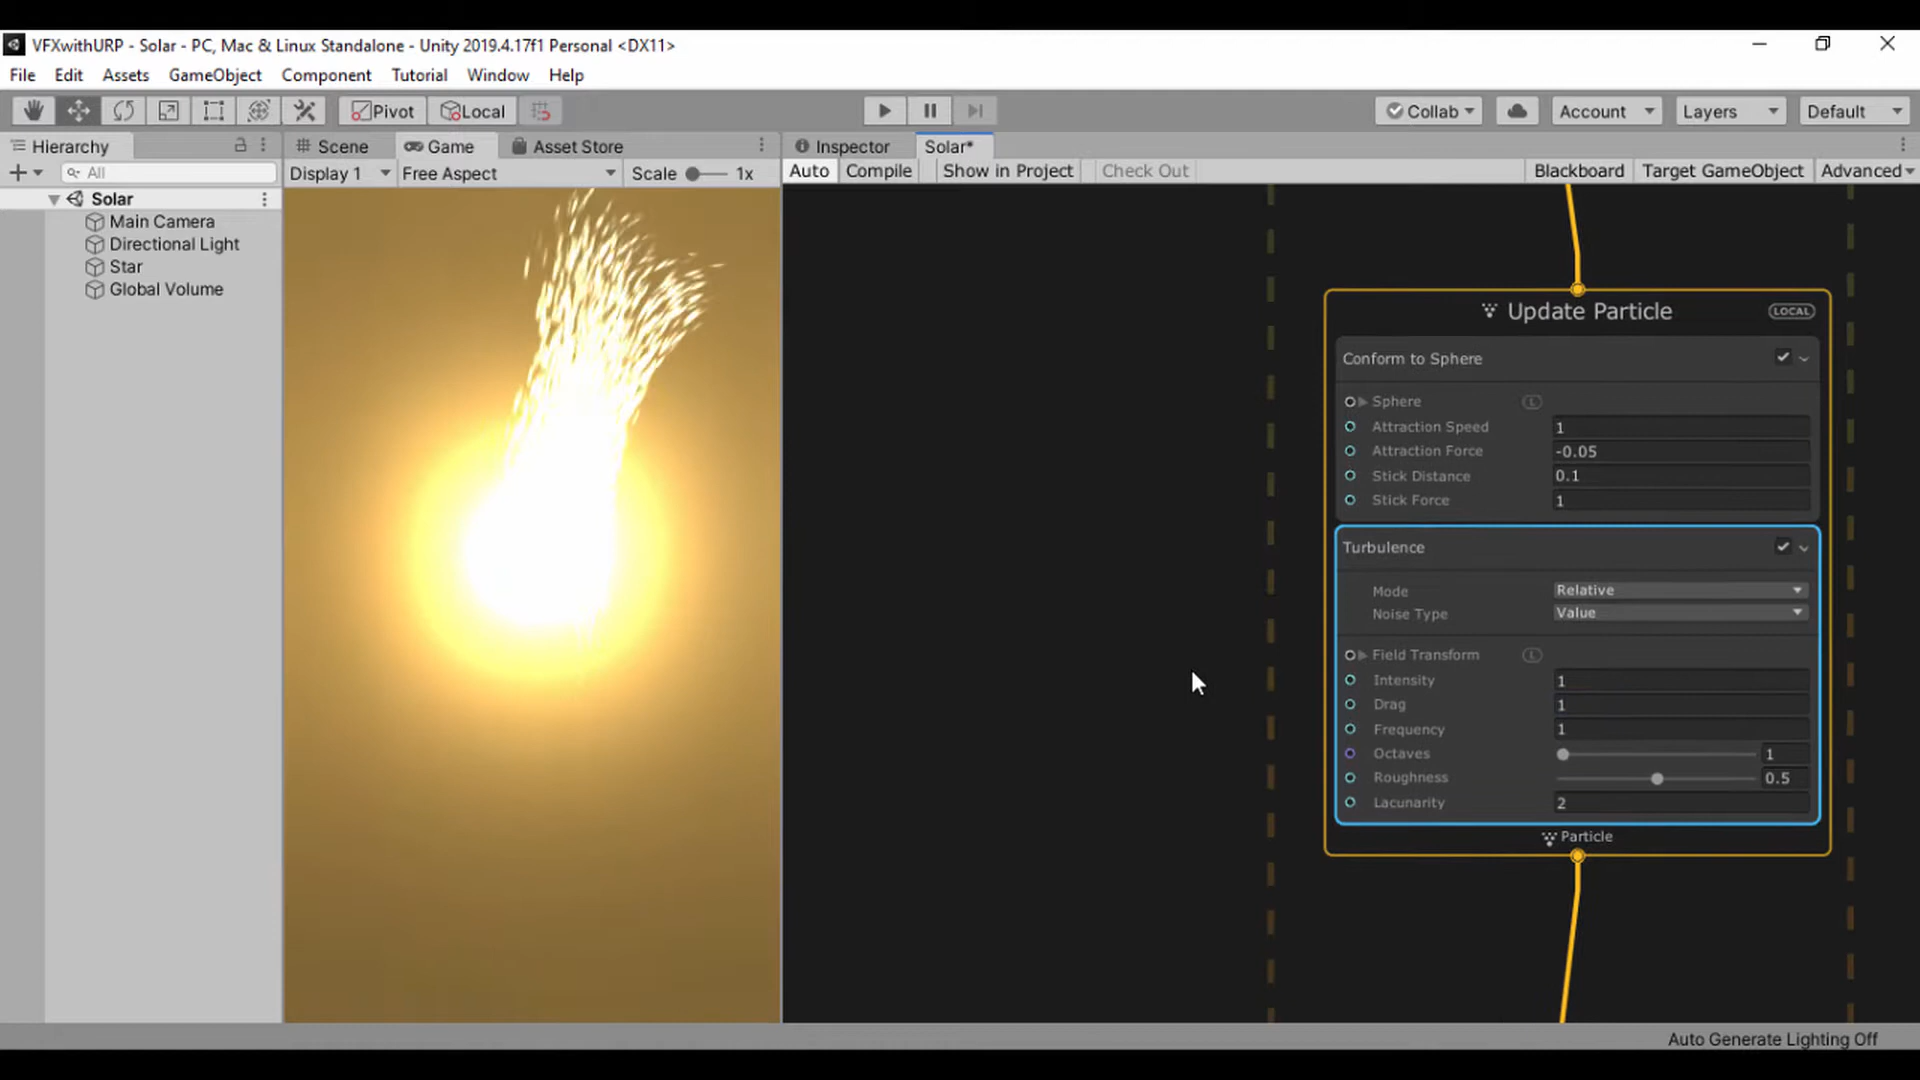 VFXwithURP - Solar - PC, Mac & Linux Standalone - Unity 2019.4.17f1 Personal <DX11>
File Edit Assets GameObject Component Tutorial Window Help
Pivot Local Collab Account Layers Default
Hierarchy
All
Solar
Main Camera
Directional Light
Star
Global Volume
Scene Game Asset Store
Display 1 Free Aspect Scale 1x
Inspector Solar*
Auto Compile Show in Project Check Out Blackboard Target GameObject Advanced
Update Particle LOCAL
Conform to Sphere
Sphere L
Attraction Speed 1
Attraction Force -0.05
Stick Distance 0.1
Stick Force 1
Turbulence
Mode Relative
Noise Type Value
Field Transform L
Intensity 1
Drag 1
Frequency 1
Octaves 1
Roughness 0.5
Lacunarity 2
Particle
Auto Generate Lighting Off